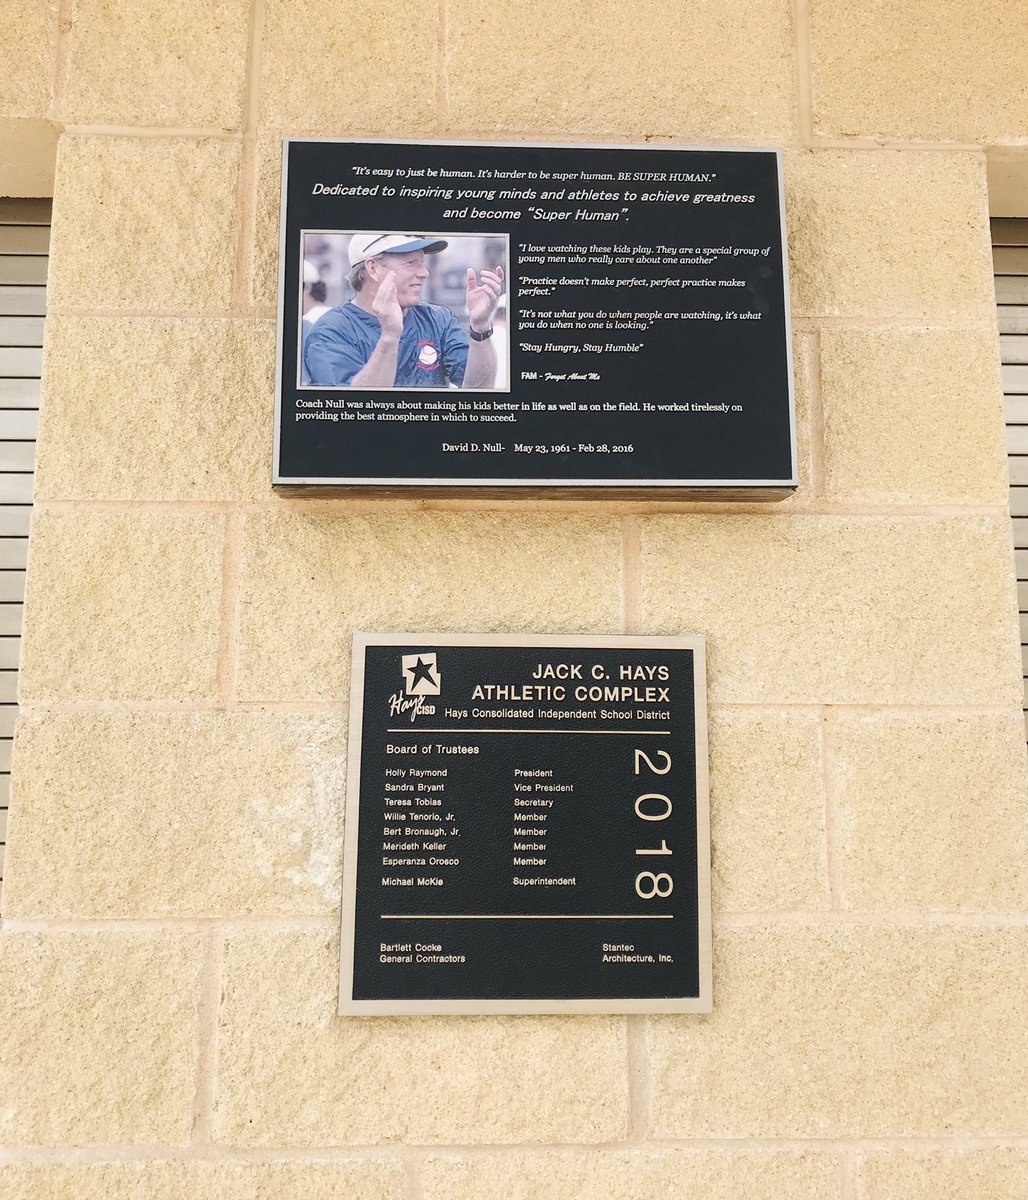 “It's easy to just be human. It's harder to be super human. BE SUPER HUMAN.”
Dedicated to inspiring young minds and athletes to achieve greatness
and become “Super Human”.
“I love watching these kids play. They are a special group of
young men who really care about one another”
“Practice doesn't make perfect, perfect practice makes
perfect.”
“It's not what you do when people are watching, it's what
you do when no one is looking.”
“Stay Hungry, Stay Humble”
FAM - Forget About Me
Coach Null was always about making his kids better in life as well as on the field. He worked tirelessly on
providing the best atmosphere in which to succeed.
David D. Null- May 23, 1961 - Feb 28, 2016
Hays CISD
JACK C. HAYS
ATHLETIC COMPLEX
Hays Consolidated Independent School District
Board of Trustees
Holly Raymond President
Sandra Bryant Vice President
Teresa Tobias Secretary
Willie Tenorio, Jr. Member
Bert Bronaugh, Jr. Member
Merideth Keller Member
Esperanza Orosco Member
Michael McKie Superintendent
2018
Bartlett Cocke Stantec
General Contractors Architecture, Inc.